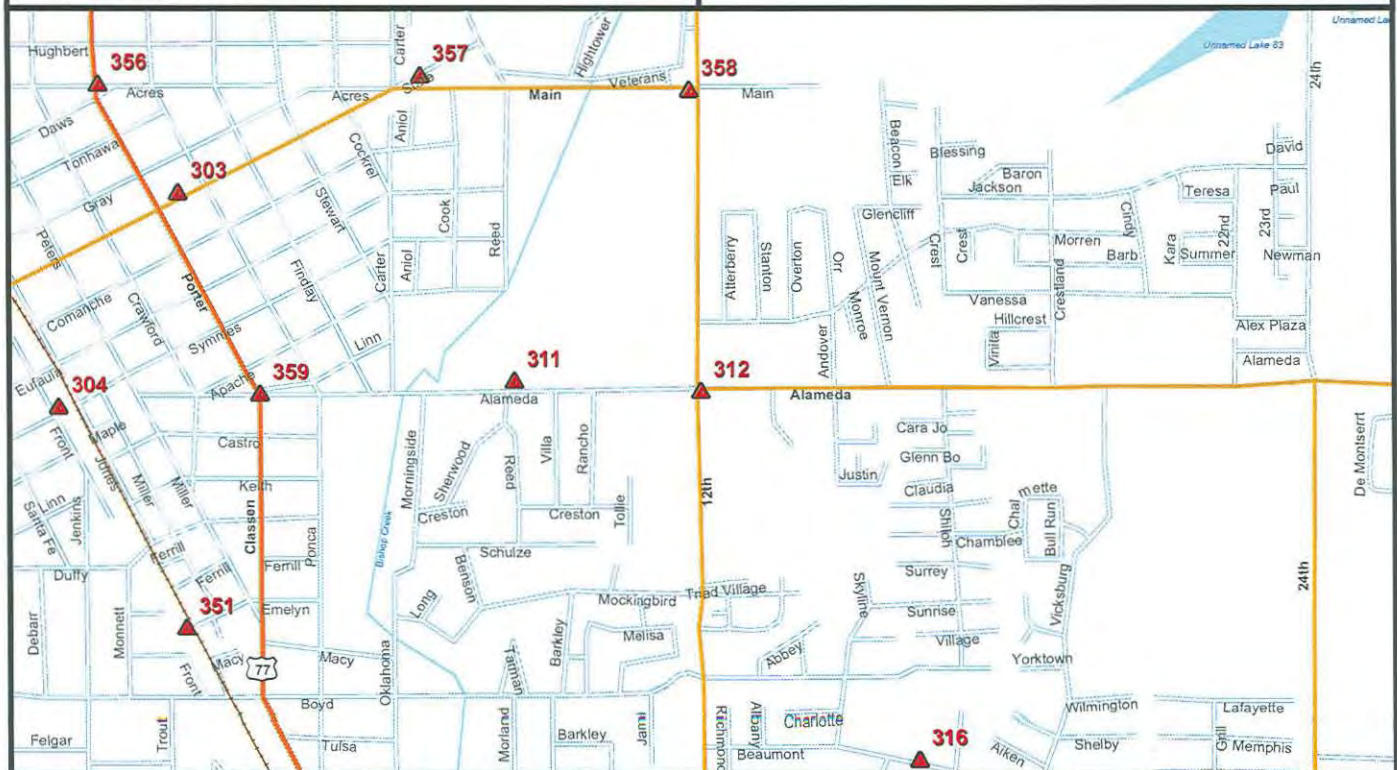 Unnamed La
Unnamed Lake 83
Hughbert
Carter
357
Hightower
24th
356
State
Veterans
358
Acres
Acres
Main
Main
Daws
Aniol
Beacon
Tonhawa
Cockrel
Blessing
David
303
Baron
Elk
Jackson
Teresa
Paul
Gray
Stewart
Cook
Glencliff
Cindy
22nd
23rd
Peters
Reed
Atterberry
Stanton
Overton
Orr
Mount Vernon
Crest
Crest
Morren
Kara
Barb
Summer
Newman
Porter
Findlay
Carter
Aniol
Comanche
Crawford
Monroe
Vanessa
Crestland
Hillcrest
Alex Plaza
Symmes
Linn
Andover
Vinita
Alameda
Eufaula
Apache
359
311
312
304
Alameda
Alameda
Front
Maple
Castro
Morningside
Sherwood
Reed
Villa
Rancho
Cara Jo
Glenn Bo
De Montserrt
Jones
Miller
Miller
Keith
Justin
Claudia
mette
Linn
Santa Fe
Jenkins
Classen
Creston
Creston
Tollie
12th
Shiloh
Chal
Bull Run
Ferrill
Ponca
Bishop Creek
Schulze
Chamblee
Duffy
Ferrill
Ferrill
Benson
Surrey
Vicksburg
24th
Long
Mockingbird
Triad Village
Skyline
Sunrise
351
Emelyn
Debarr
Monnett
Barkley
Melisa
Village
Macy
Macy
Tarman
Abbey
Yorktown
77
Front
Oklahoma
Boyd
Wilmington
Lafayette
Felgar
Trout
Tulsa
Morland
Barkley
Jami
Richmond
Albany
Charlotte
316
Shelby
Grill
Memphis
Beaumont
Aiken